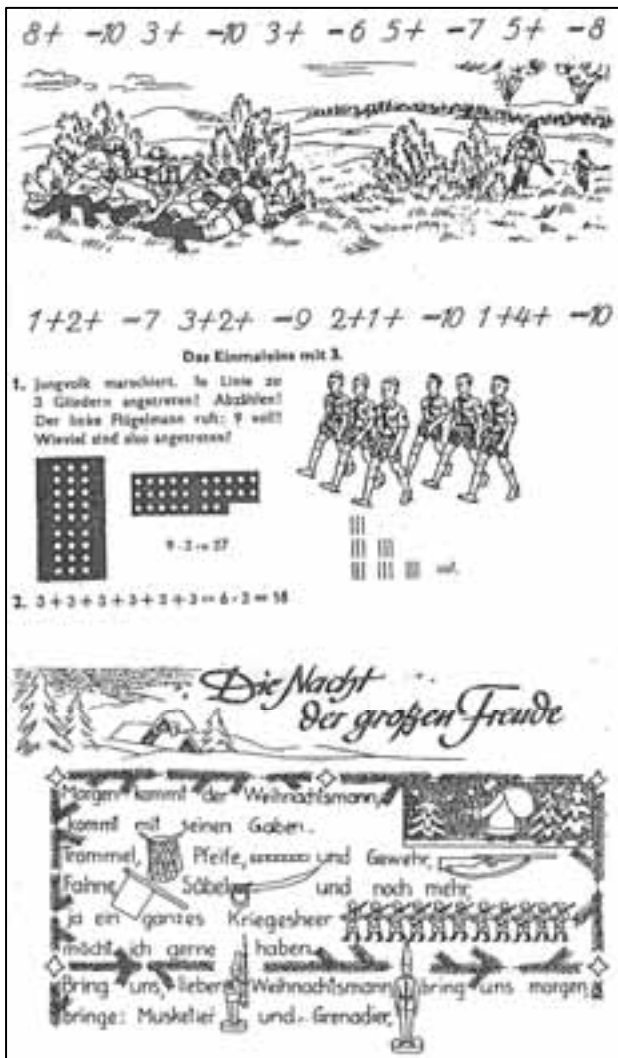 8+ -10 3+ -10 3+ -6 5+ -7 5+ -8
1+2+ -7 3+2+ -9 2+1+ -10 1+4+ -10
Das Einmaleins mit 3.
1. Jungvolk marschiert. In Linie zu
3 Gliedern angetreten! Abzählen!
Der linke Flügelmann ruft: 9 voll!
Wieviel sind also angetreten?
9 · 3 = 27
usf.
2. 3 + 3 + 3 + 3 + 3 + 3 = 6 · 3 = 18
Die Nacht
der großen Freude
Morgen kommt der Weihnachtsmann,
kommt mit seinen Gaben.
Trommel, Pfeife, und Gewehr,
Fahne, Säbel und noch mehr,
ja ein ganzes Kriegesheer
möcht ich gerne haben.
Bring uns, lieber Weihnachtsmann, bring uns morgen,
bringe: Musketier und Grenadier,